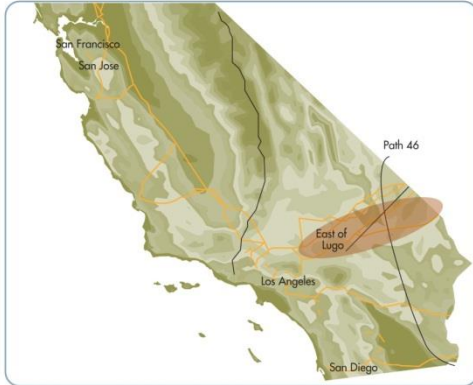 San Francisco
San Jose
Path 46
East of
Lugo
Los Angeles
San Diego